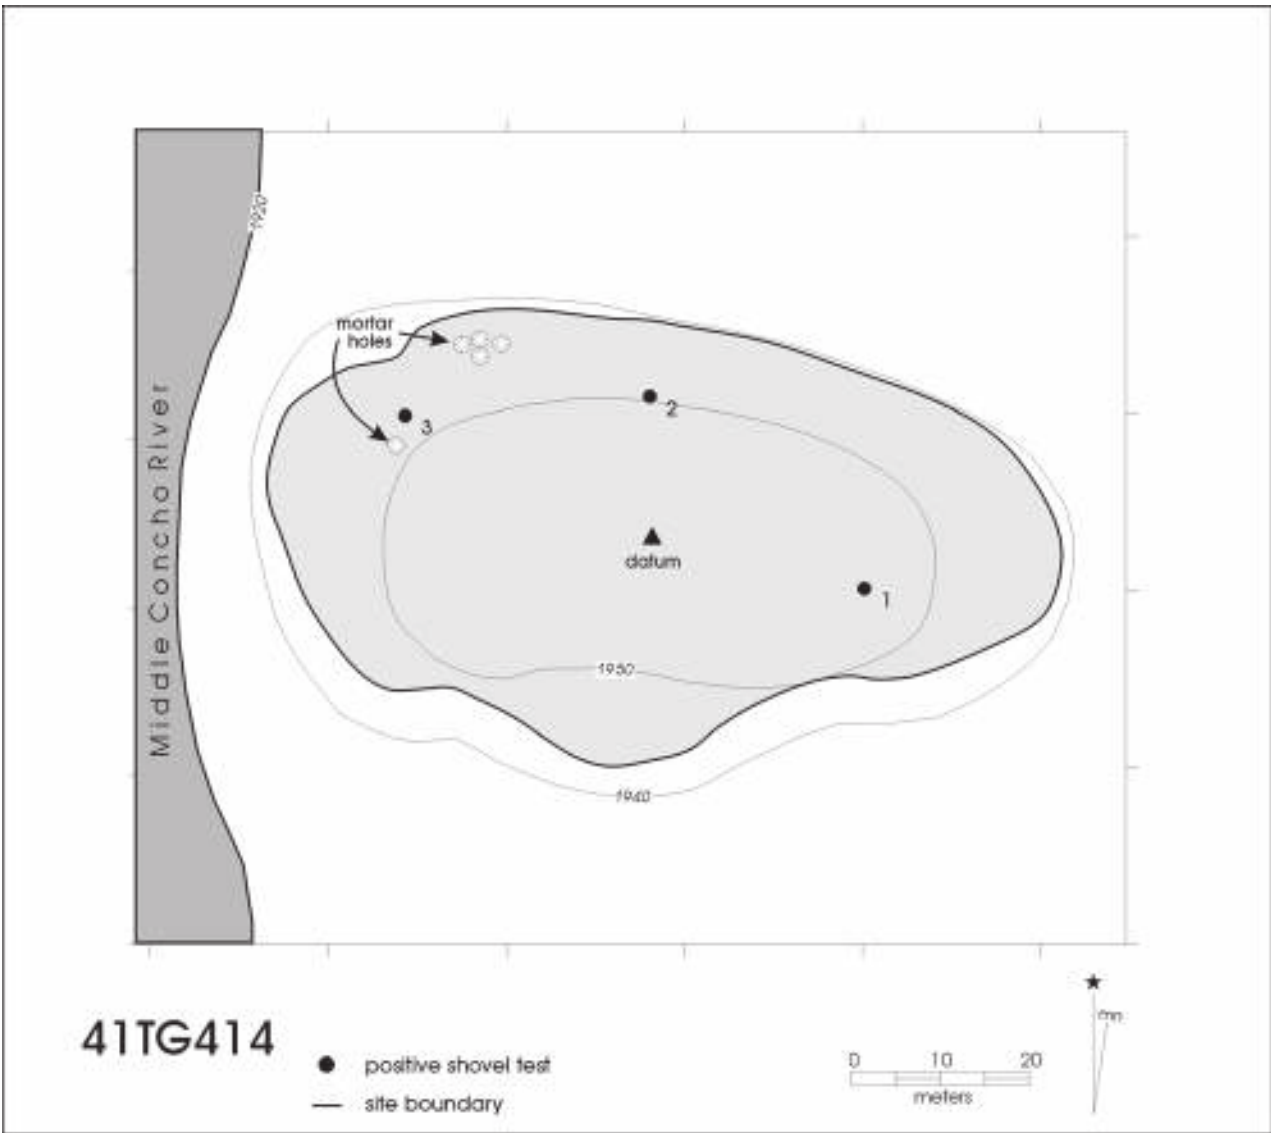 1920
mortar
holes
2
3
Middle Concho River
datum
1
1950
1940
mn
41TG414
positive shovel test
site boundary
0 10 20
meters